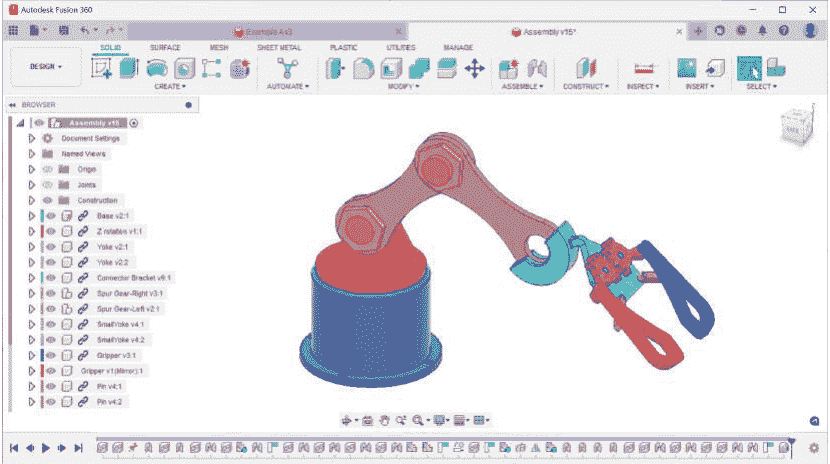 Autodesk Fusion 360
Example Av3
Assembly v15*
SOLID SURFACE MESH SHEET METAL PLASTIC UTILITIES MANAGE
DESIGN
CREATE AUTOMATE MODIFY ASSEMBLE CONSTRUCT INSPECT INSERT SELECT
BROWSER
Assembly v15
Document Settings
Named Views
Origin
Joints
Construction
Base v2:1
Z rotation v1:1
Yoke v2:1
Yoke v2:2
Connector Bracket v9:1
Spur Gear-Right v3:1
Spur Gear-Left v2:1
SmallYoke v4:1
SmallYoke v4:2
Gripper v3:1
Gripper v1(Mirror):1
Pin v4:1
Pin v4:2